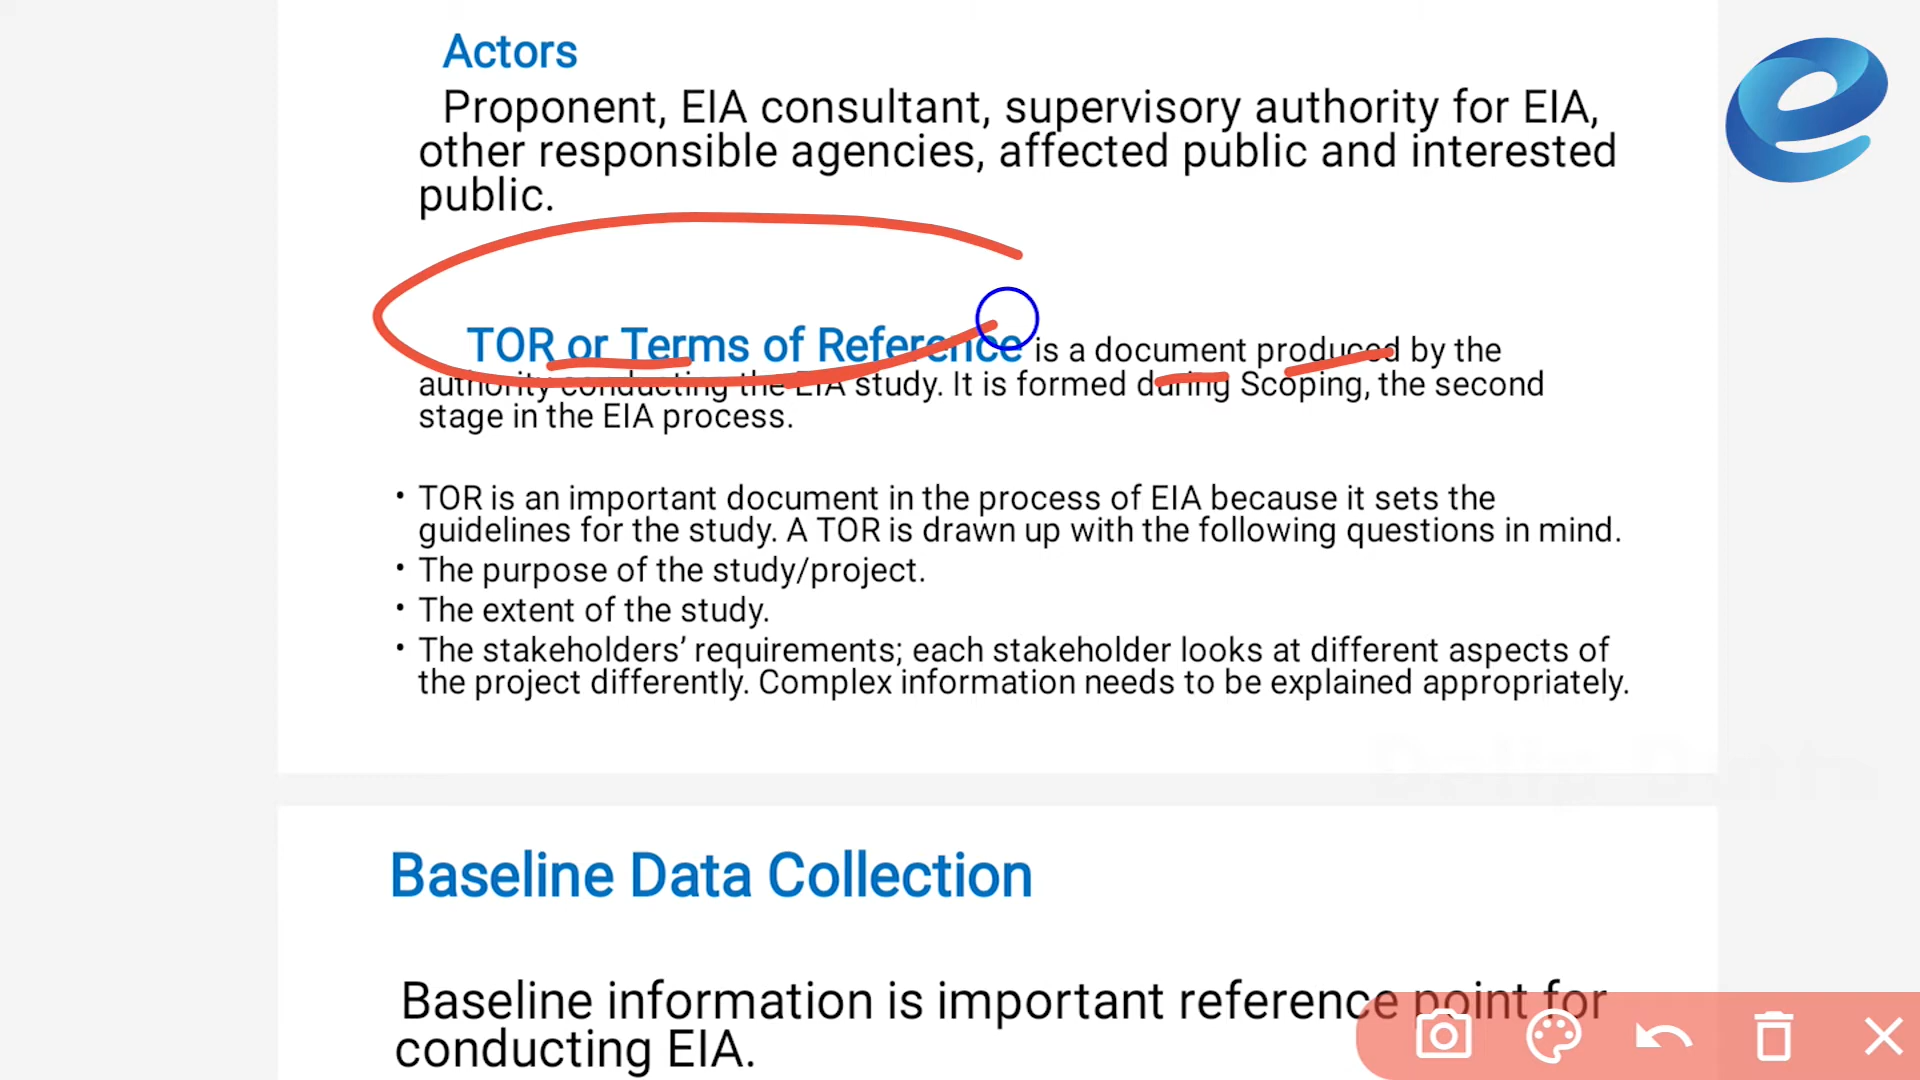 Actors
Proponent, EIA consultant, supervisory authority for EIA,
other responsible agencies, affected public and interested
public.
TOR or Terms of Reference is a document produced by the
authority conducting the EIA study. It is formed during Scoping, the second
stage in the EIA process.
• TOR is an important document in the process of EIA because it sets the
guidelines for the study. A TOR is drawn up with the following questions in mind.
• The purpose of the study/project.
• The extent of the study.
• The stakeholders’ requirements; each stakeholder looks at different aspects of
the project differently. Complex information needs to be explained appropriately.
Baseline Data Collection
Baseline information is important reference point for
conducting EIA.